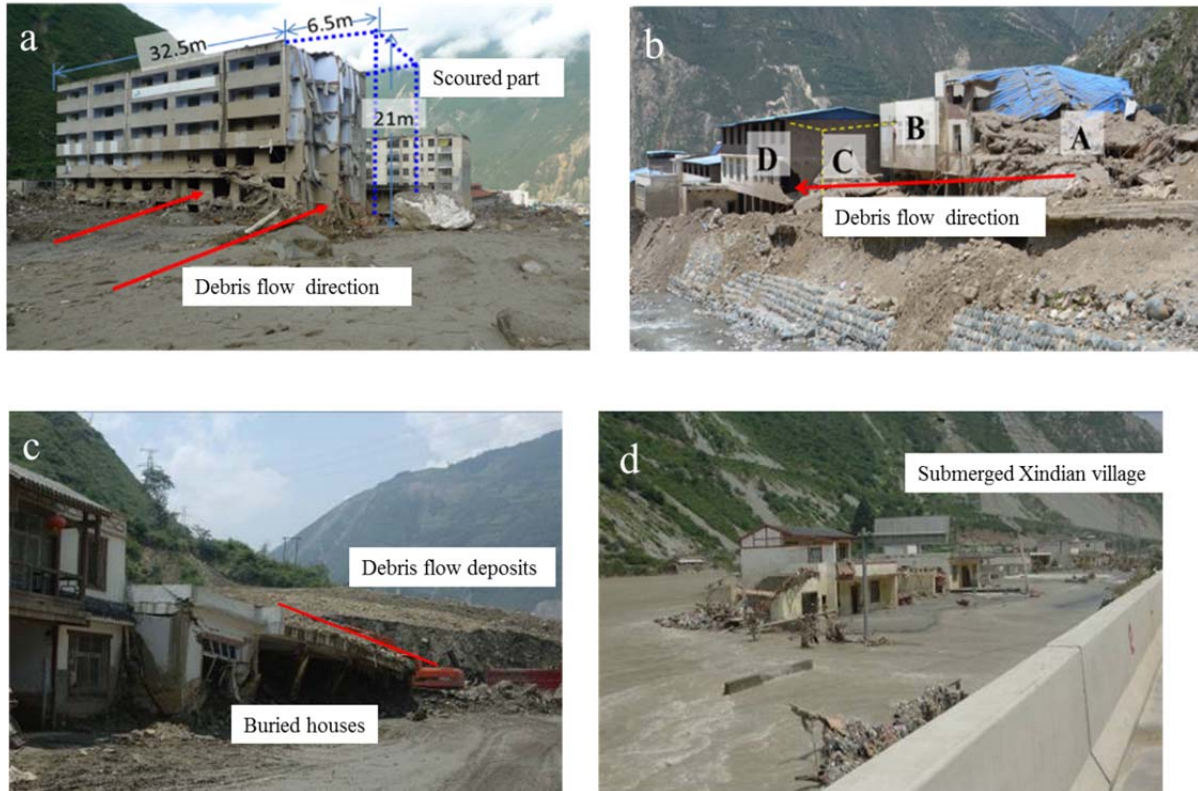 a
32.5m
6.5m
Scoured part
21m
Debris flow direction
b
A
B
C
D
Debris flow direction
c
Debris flow deposits
Buried houses
d
Submerged Xindian village